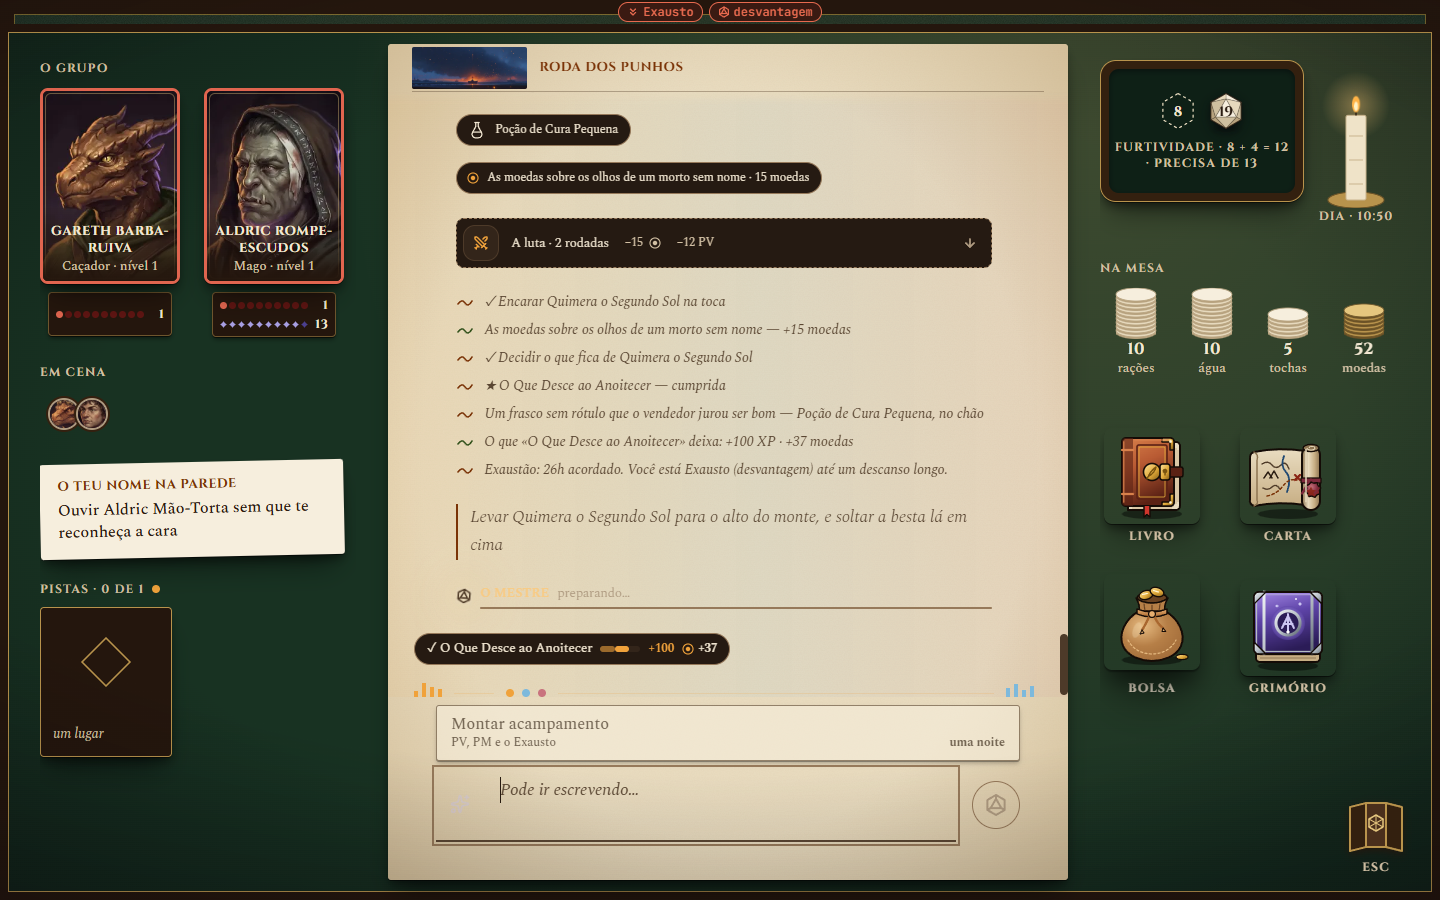 Exausto
desvantagem
O GRUPO
GARETH BARBA-
RUIVA
Caçador · nível 1
1
ALDRIC ROMPE-
ESCUDOS
Mago · nível 1
1
13
EM CENA
O TEU NOME NA PAREDE
Ouvir Aldric Mão-Torta sem que te
reconheça a cara
PISTAS · 0 DE 1
um lugar
RODA DOS PUNHOS
Poção de Cura Pequena
As moedas sobre os olhos de um morto sem nome · 15 moedas
A luta · 2 rodadas −15 −12 PV
✓ Encarar Quimera o Segundo Sol na toca
As moedas sobre os olhos de um morto sem nome — +15 moedas
✓ Decidir o que fica de Quimera o Segundo Sol
★ O Que Desce ao Anoitecer — cumprida
Um frasco sem rótulo que o vendedor jurou ser bom — Poção de Cura Pequena, no chão
O que «O Que Desce ao Anoitecer» deixa: +100 XP · +37 moedas
Exaustão: 26h acordado. Você está Exausto (desvantagem) até um descanso longo.
Levar Quimera o Segundo Sol para o alto do monte, e soltar a besta lá em
cima
O MESTRE preparando...
✓ O Que Desce ao Anoitecer +100 +37
Montar acampamento
PV, PM e o Exausto
uma noite
Pode ir escrevendo...
8
19
FURTIVIDADE · 8 + 4 = 12
· PRECISA DE 13
DIA · 10:50
NA MESA
10
rações
10
água
5
tochas
52
moedas
LIVRO
CARTA
BOLSA
GRIMÓRIO
ESC